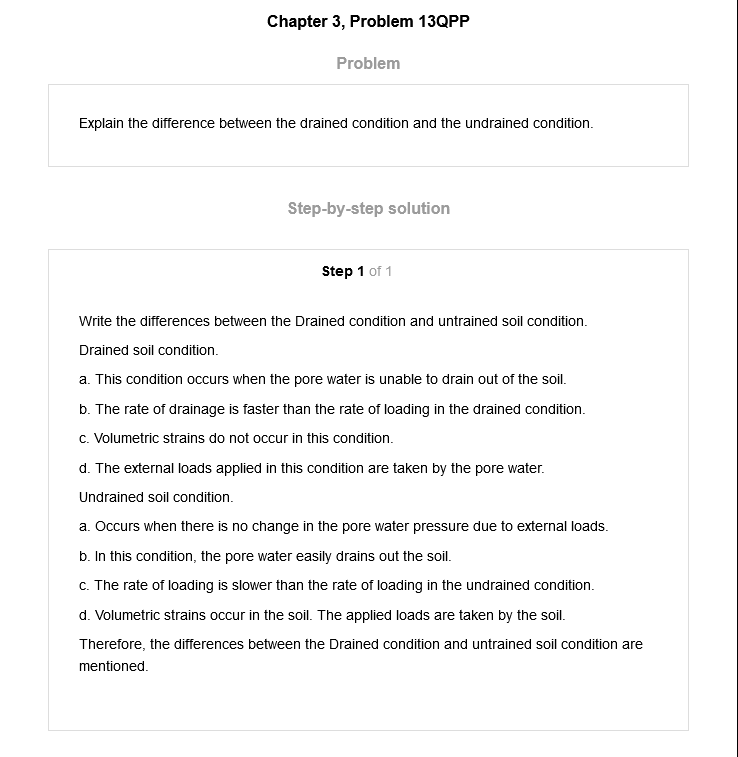 Chapter 3, Problem 13QPP
Problem
Explain the difference between the drained condition and the undrained condition.
Step-by-step solution
Step 1 of 1
Write the differences between the Drained condition and untrained soil condition.
Drained soil condition.
a. This condition occurs when the pore water is unable to drain out of the soil.
b. The rate of drainage is faster than the rate of loading in the drained condition.
c. Volumetric strains do not occur in this condition.
d. The external loads applied in this condition are taken by the pore water.
Undrained soil condition.
a. Occurs when there is no change in the pore water pressure due to external loads.
b. In this condition, the pore water easily drains out the soil.
c. The rate of loading is slower than the rate of loading in the undrained condition.
d. Volumetric strains occur in the soil. The applied loads are taken by the soil.
Therefore, the differences between the Drained condition and untrained soil condition are
mentioned.